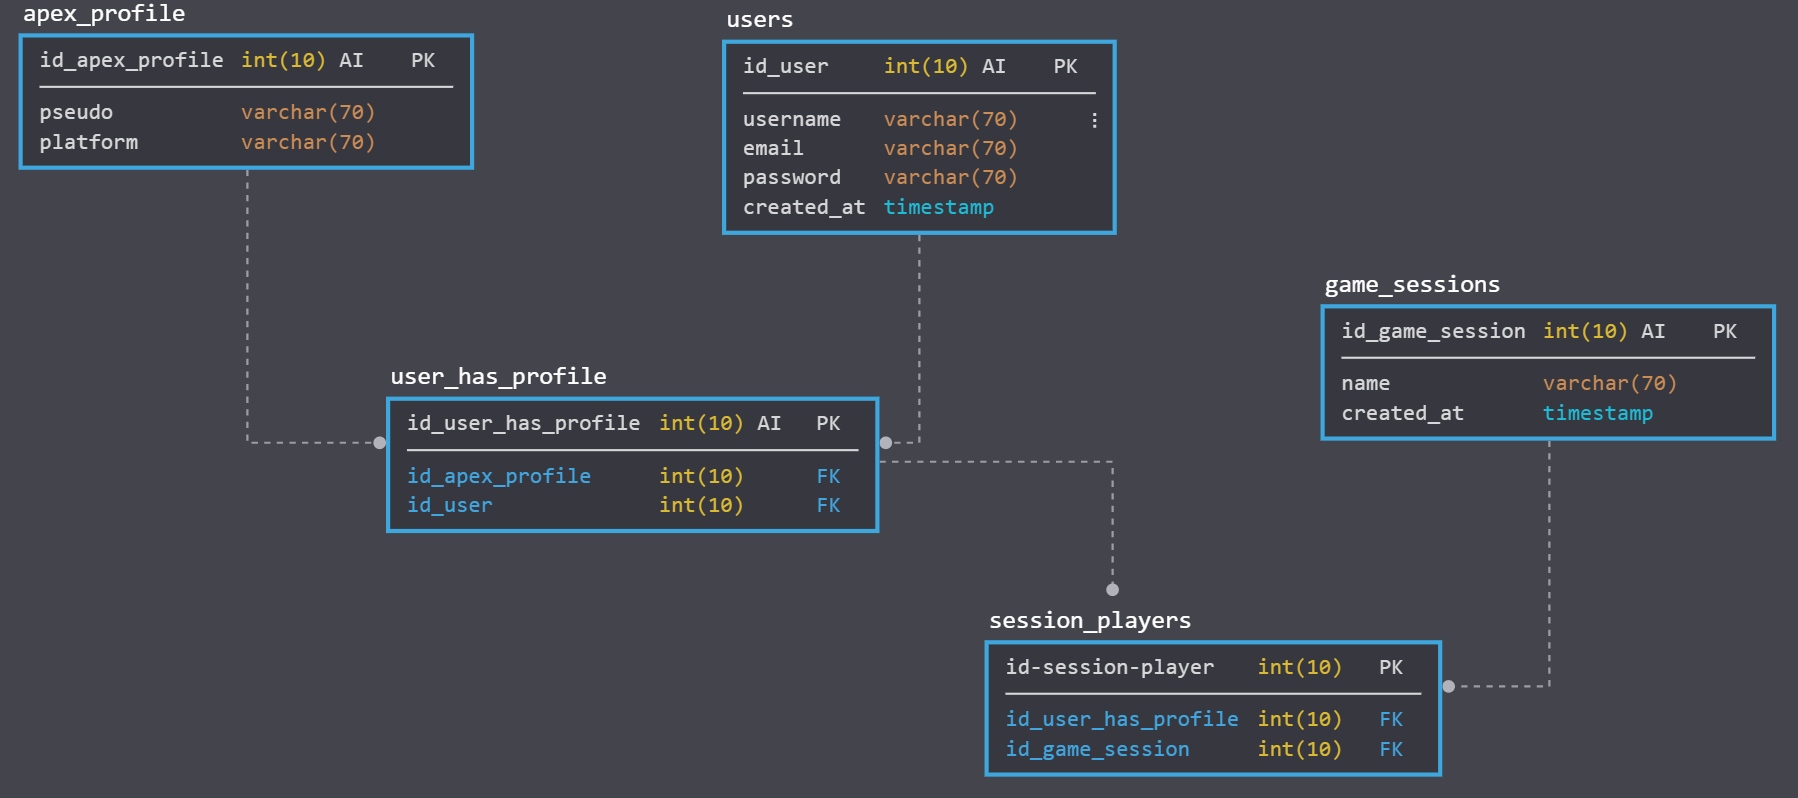 apex_profile
id_apex_profile int(10) AI PK
pseudo varchar(70)
platform varchar(70)
users
id_user int(10) AI PK
username varchar(70)
email varchar(70)
password varchar(70)
created_at timestamp
game_sessions
id_game_session int(10) AI PK
name varchar(70)
created_at timestamp
user_has_profile
id_user_has_profile int(10) AI PK
id_apex_profile int(10) FK
id_user int(10) FK
session_players
id-session-player int(10) PK
id_user_has_profile int(10) FK
id_game_session int(10) FK